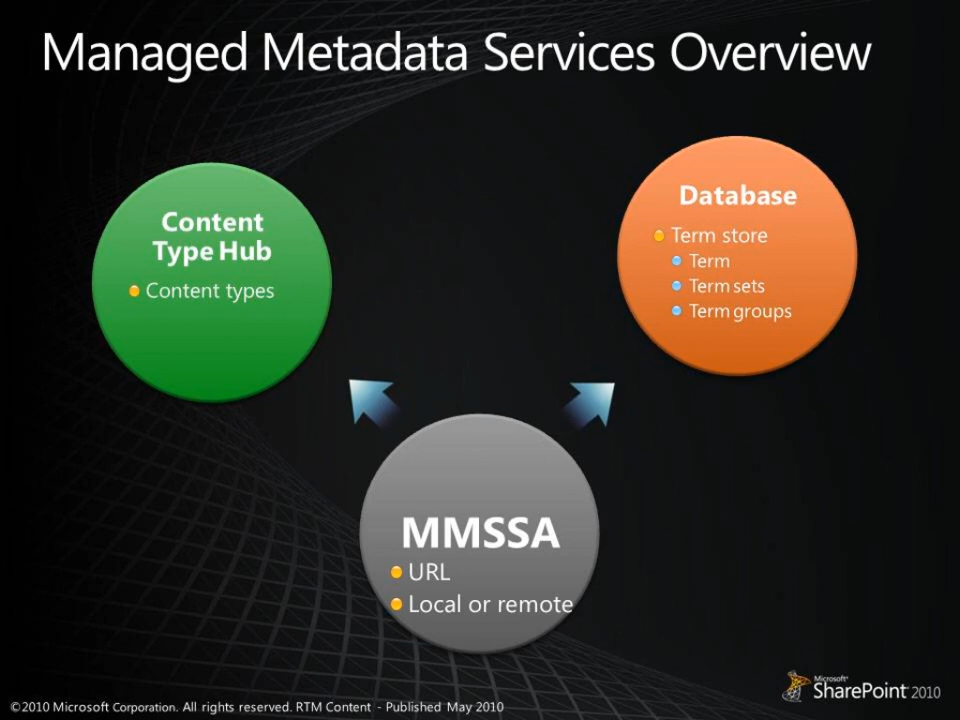 Managed Metadata Services Overview
Content
Type Hub
Content types
Database
Term store
Term
Term sets
Term groups
MMSSA
URL
Local or remote
©2010 Microsoft Corporation. All rights reserved. RTM Content - Published May 2010
Microsoft®
SharePoint 2010